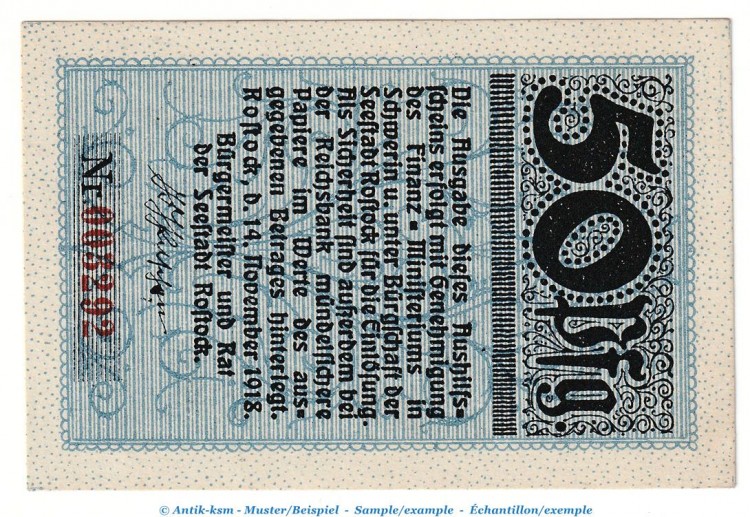 50 Pfg.
Die Ausgabe dieses Aushilfs=
scheins erfolgt mit Genehmigung
des Finanz=Ministeriums in
Schwerin u. unter Bürgschaft der
Seestadt Rostock für die Einlösung.
Als Sicherheit sind außerdem bei
der Reichsbank mündelsichere
Papiere im Werte des aus=
gegebenen Betrages hinterlegt.
Rostock, d. 14. November 1918.
Bürgermeister und Rat
der Seestadt Rostock.
Nr. 008292
© Antik-ksm - Muster/Beispiel - Sample/example - Échantillon/exemple